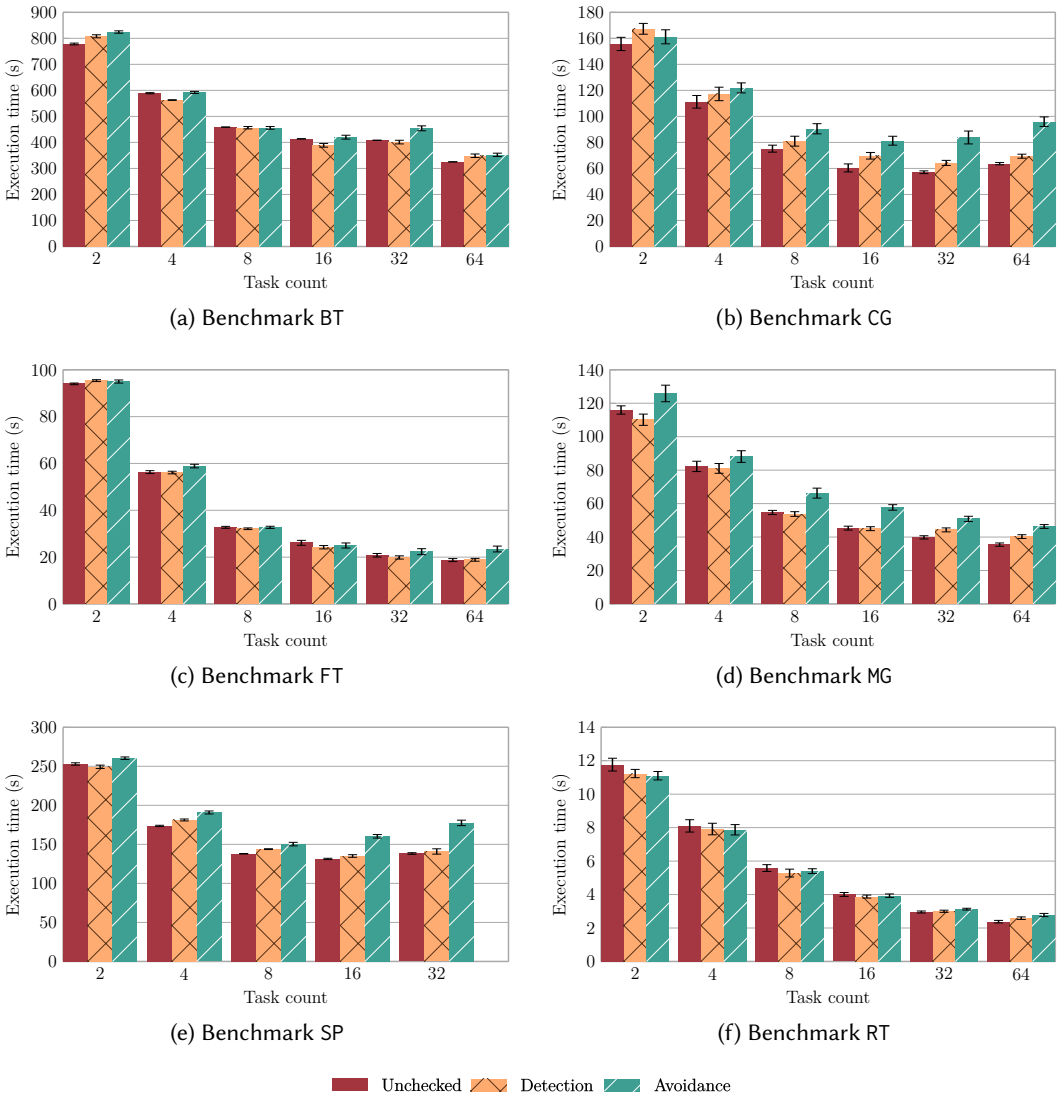 900
800
700
600
500
400
300
200
100
0
Execution time (s)
2 4 8 16 32 64
Task count
(a) Benchmark BT
180
160
140
120
100
80
60
40
20
0
Execution time (s)
2 4 8 16 32 64
Task count
(b) Benchmark CG
100
80
60
40
20
0
Execution time (s)
2 4 8 16 32 64
Task count
(c) Benchmark FT
140
120
100
80
60
40
20
0
Execution time (s)
2 4 8 16 32 64
Task count
(d) Benchmark MG
300
250
200
150
100
50
0
Execution time (s)
2 4 8 16 32
Task count
(e) Benchmark SP
14
12
10
8
6
4
2
0
Execution time (s)
2 4 8 16 32 64
Task count
(f) Benchmark RT
Unchecked Detection Avoidance